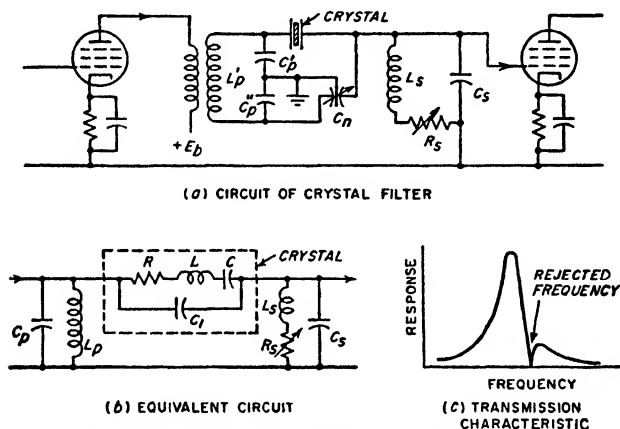 CRYSTAL
C'p
L'p
C"p
Cn
Ls
Cs
Rs
+Eb
(a) CIRCUIT OF CRYSTAL FILTER
CRYSTAL
R L C
C1
Cp
Lp
Ls
Rs
Cs
(b) EQUIVALENT CIRCUIT
RESPONSE
REJECTED
FREQUENCY
FREQUENCY
(c) TRANSMISSION
CHARACTERISTIC